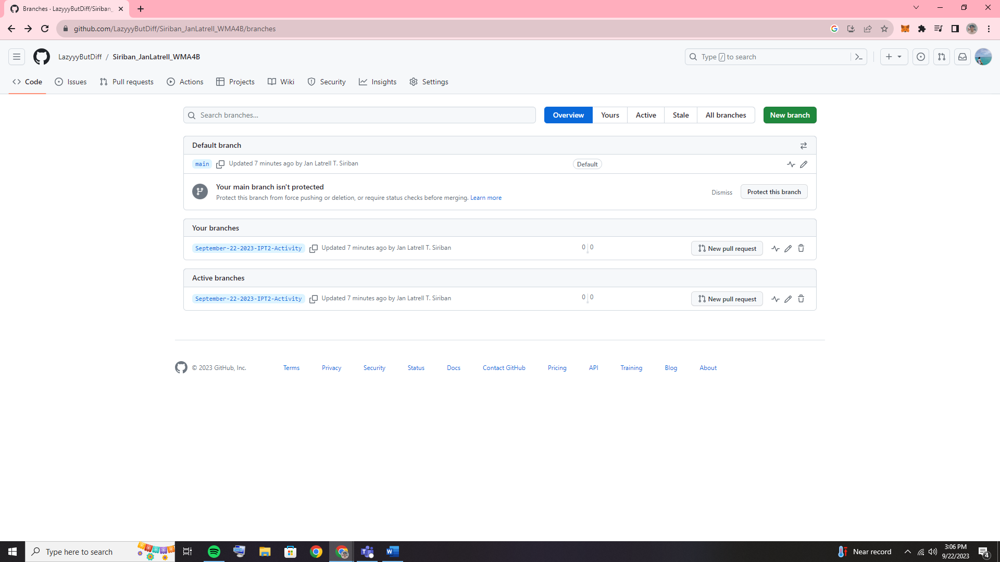 Branches · LazyyyButDiff/Siriban_
github.com/LazyyyButDiff/Siriban_JanLatrell_WMA4B/branches
LazyyyButDiff / Siriban_JanLatrell_WMA4B
Type / to search
Code Issues Pull requests Actions Projects Wiki Security Insights Settings
Search branches... Overview Yours Active Stale All branches New branch
Default branch
main Updated 7 minutes ago by Jan Latrell T. Siriban Default
Your main branch isn't protected
Protect this branch from force pushing or deletion, or require status checks before merging. Learn more
Dismiss Protect this branch
Your branches
September-22-2023-IPT2-Activity Updated 7 minutes ago by Jan Latrell T. Siriban 0 0 New pull request
Active branches
September-22-2023-IPT2-Activity Updated 7 minutes ago by Jan Latrell T. Siriban 0 0 New pull request
© 2023 GitHub, Inc. Terms Privacy Security Status Docs Contact GitHub Pricing API Training Blog About
Type here to search
Near record
3:06 PM
9/22/2023
4